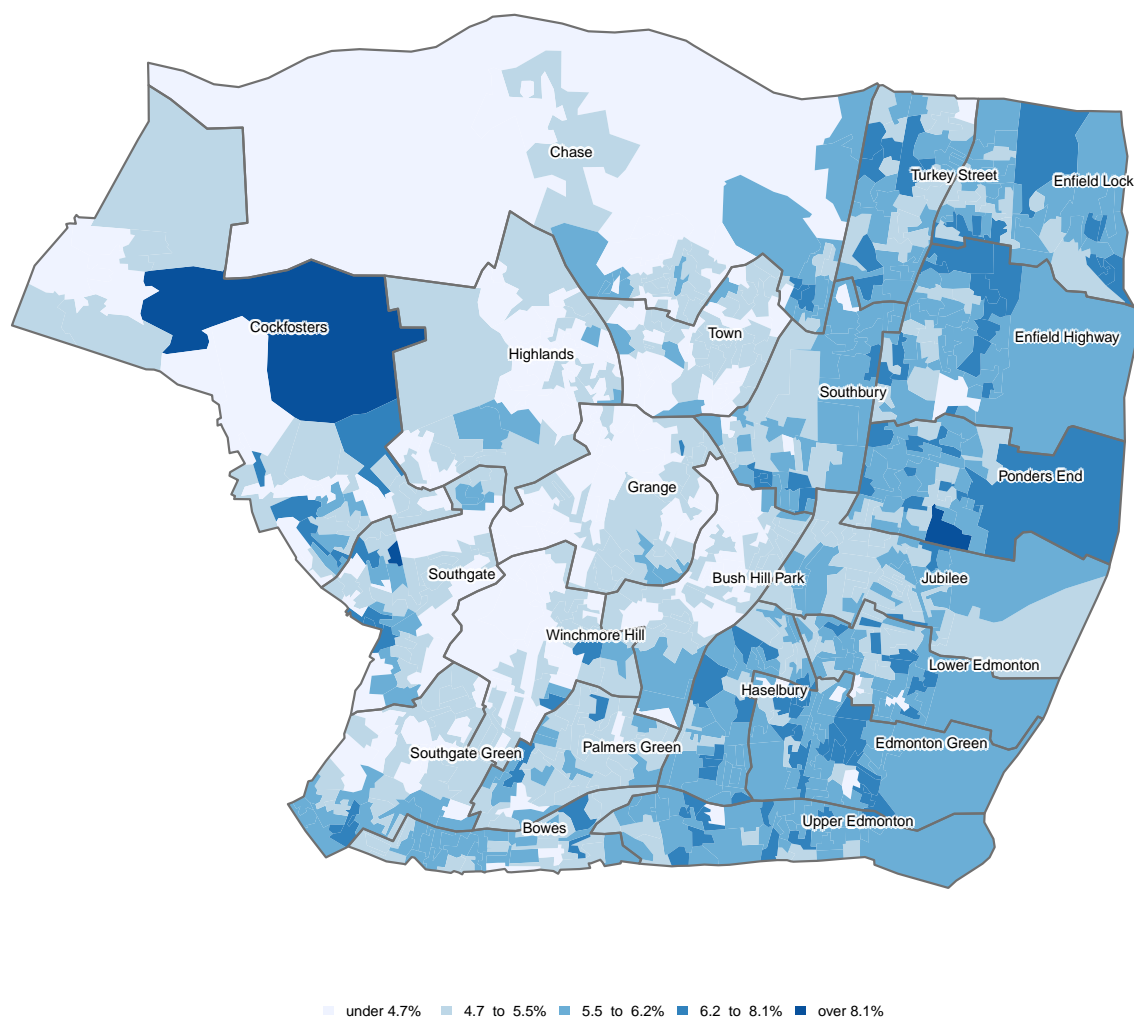 Chase
Turkey Street
Enfield Lock
Cockfosters
Town
Enfield Highway
Highlands
Southbury
Ponders End
Grange
Southgate
Bush Hill Park
Jubilee
Winchmore Hill
Lower Edmonton
Haselbury
Southgate Green
Palmers Green
Edmonton Green
Bowes
Upper Edmonton
under 4.7% 4.7 to 5.5% 5.5 to 6.2% 6.2 to 8.1% over 8.1%